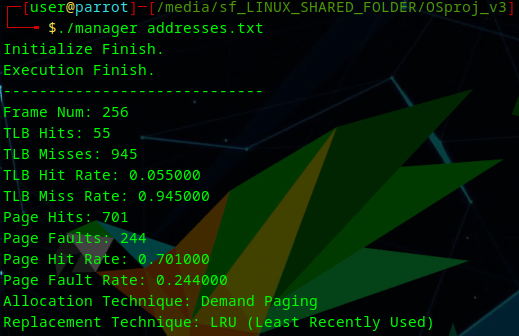 [user@parrot]─[/media/sf_LINUX_SHARED_FOLDER/OSproj_v3]
$./manager addresses.txt
Initialize Finish.
Execution Finish.
----------------------------
Frame Num: 256
TLB Hits: 55
TLB Misses: 945
TLB Hit Rate: 0.055000
TLB Miss Rate: 0.945000
Page Hits: 701
Page Faults: 244
Page Hit Rate: 0.701000
Page Fault Rate: 0.244000
Allocation Technique: Demand Paging
Replacement Technique: LRU (Least Recently Used)